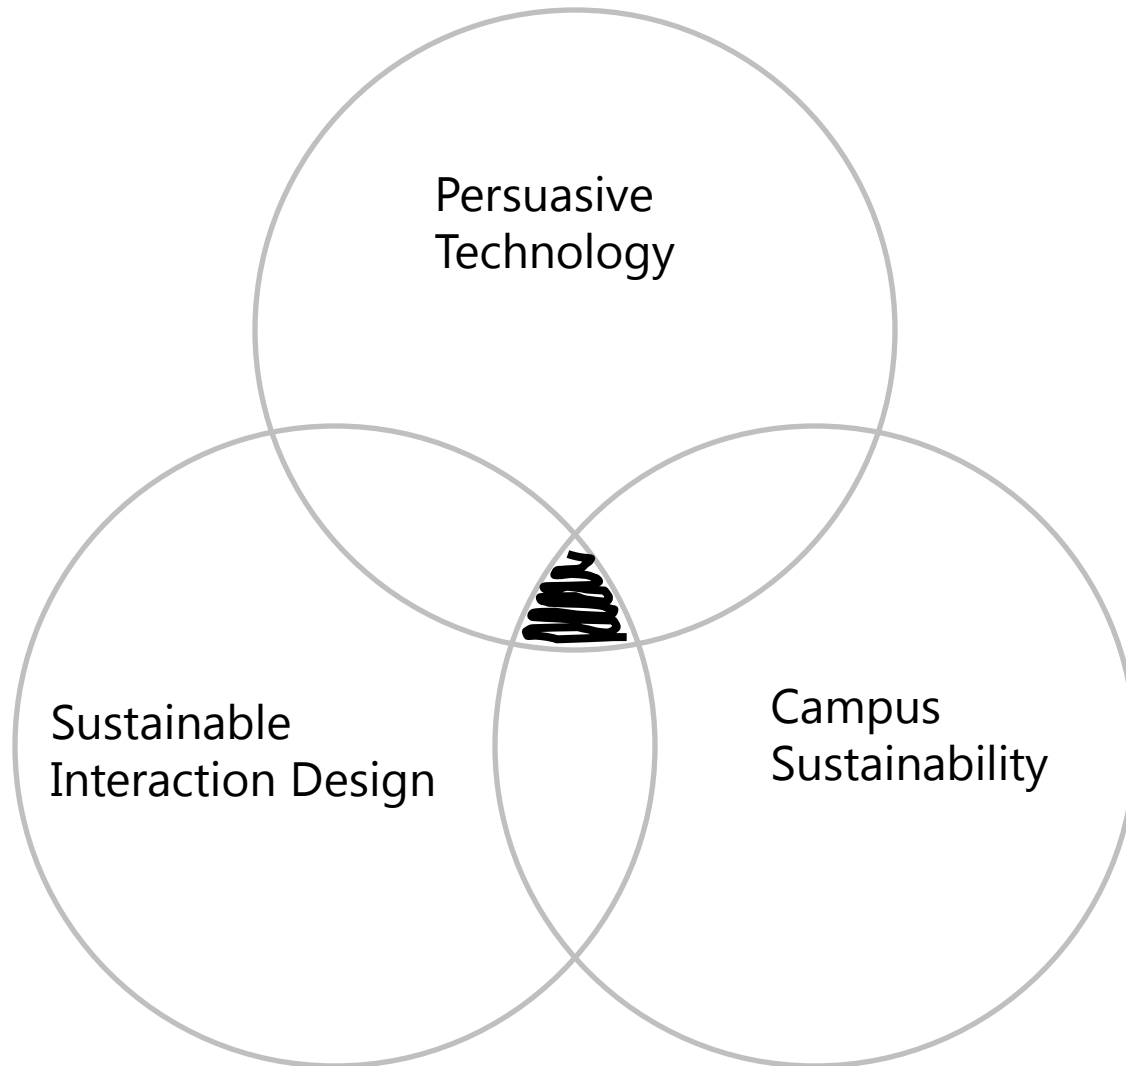 Persuasive
Technology
Sustainable
Interaction Design
Campus
Sustainability